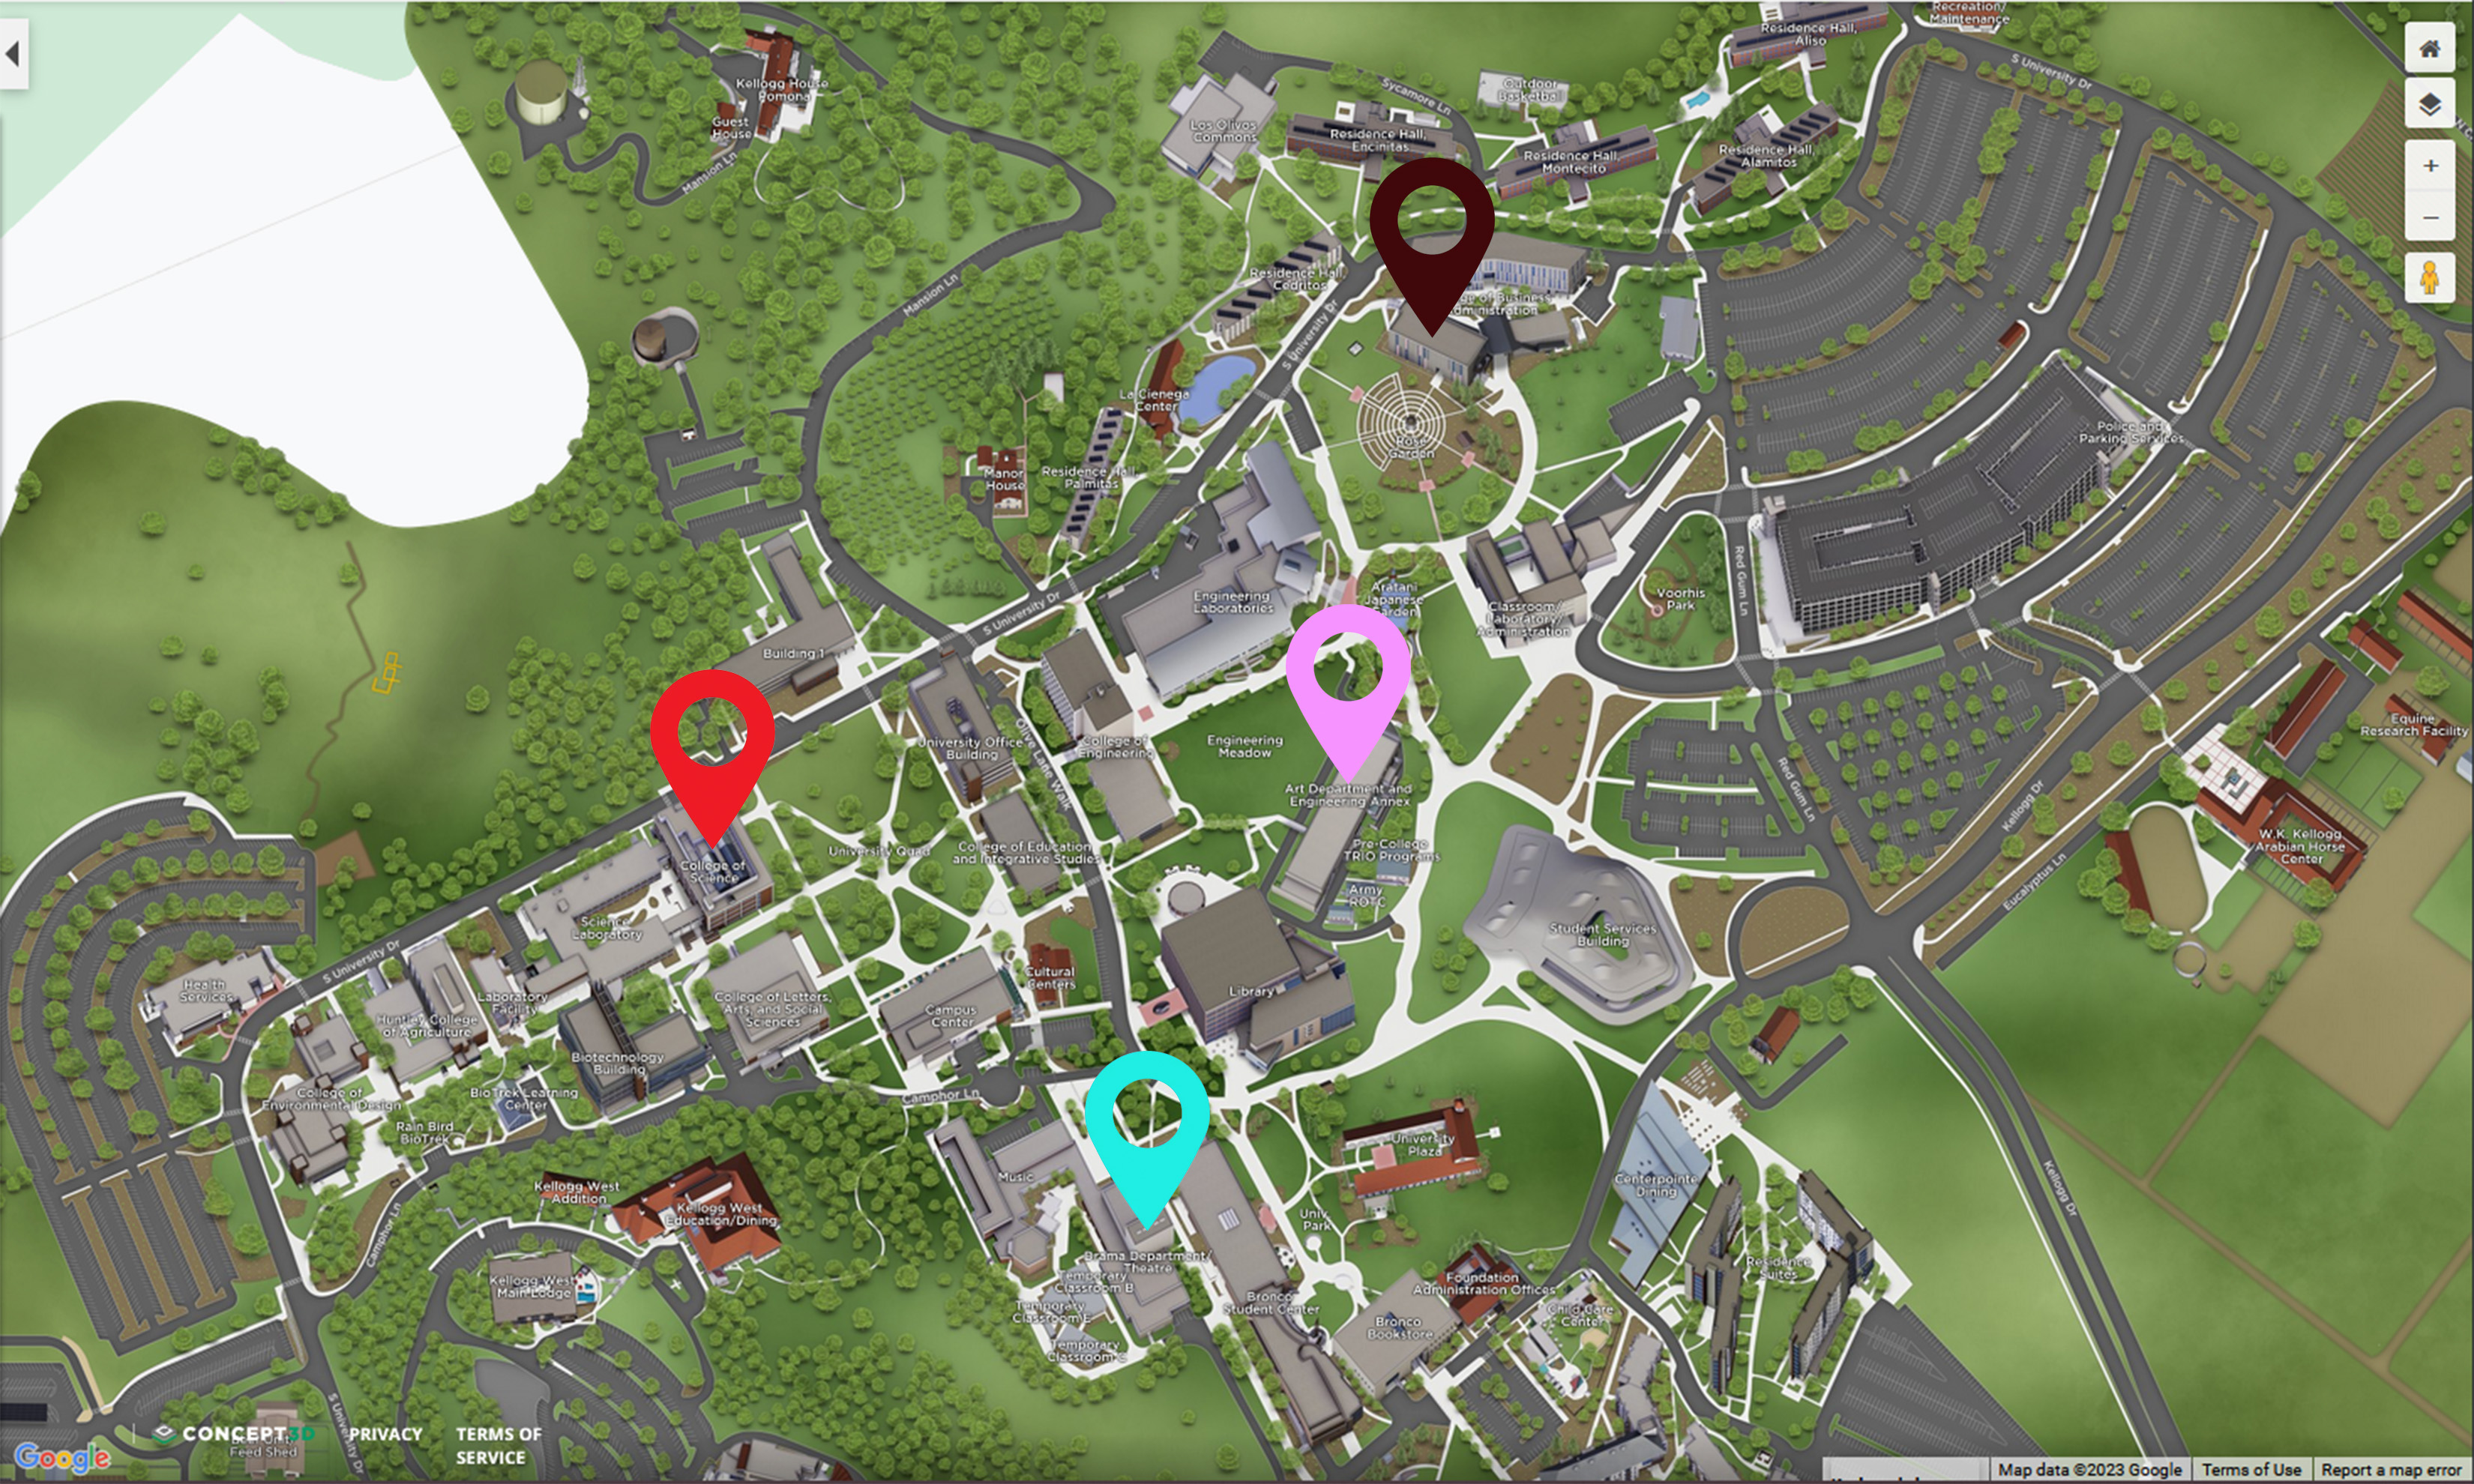 Recreation/
Maintenance
Residence Hall,
Aliso
S University Dr
Kellogg House
Pomona
Guest
House
Mansion Ln
Sycamore Ln
Outdoor
Basketball
Los Olivos
Commons
Residence Hall,
Encinitas
Residence Hall,
Montecito
Residence Hall,
Alamitos
Residence Hall,
Cedritos
Mansion Ln
S University Dr
ge of Business
dministration
La Cienega
Center
Rose
Garden
Police and
Parking Services
Manor
House
Residence Hall,
Palmitas
S University Dr
Engineering
Laboratories
Aratani
Japanese
Garden
Classroom/
Laboratory/
Administration
Voorhis
Park
Red Gum Ln
Building 1
University Office
Building
Olive Lane Walk
College of
Engineering
Engineering
Meadow
Art Department and
Engineering Annex
Red Gum Ln
Equine
Research Facility
Kellogg Dr
W.K. Kellogg
Arabian Horse
Center
Eucalyptus Ln
College of
Science
University Quad
College of Education
and Integrative Studies
Pre-College
TRIO Programs
Army
ROTC
Student Services
Building
Science
Laboratory
S University Dr
Health
Services
Huntley College
of Agriculture
Laboratory
Facility
College of Letters,
Arts, and Social
Sciences
Campus
Center
Cultural
Centers
Library
Biotechnology
Building
College of
Environmental Design
BioTrek Learning
Center
Rain Bird
BioTrek
Camphor Ln
University
Plaza
Centerpointe
Dining
Kellogg Dr
Music
Kellogg West
Addition
Kellogg West
Education/Dining
Camphor Ln
Univ.
Park
Drama Department/
Theatre
Temporary
Classroom B
Temporary
Classroom E
Temporary
Classroom C
Bronco
Student Center
Foundation
Administration Offices
Residence
Suites
Child Care
Center
Bronco
Bookstore
Kellogg West
Main Lodge
S University Dr
Feed Shed
CONCEPT3D
PRIVACY
TERMS OF
SERVICE
Google
Map data ©2023 Google
Terms of Use
Report a map error